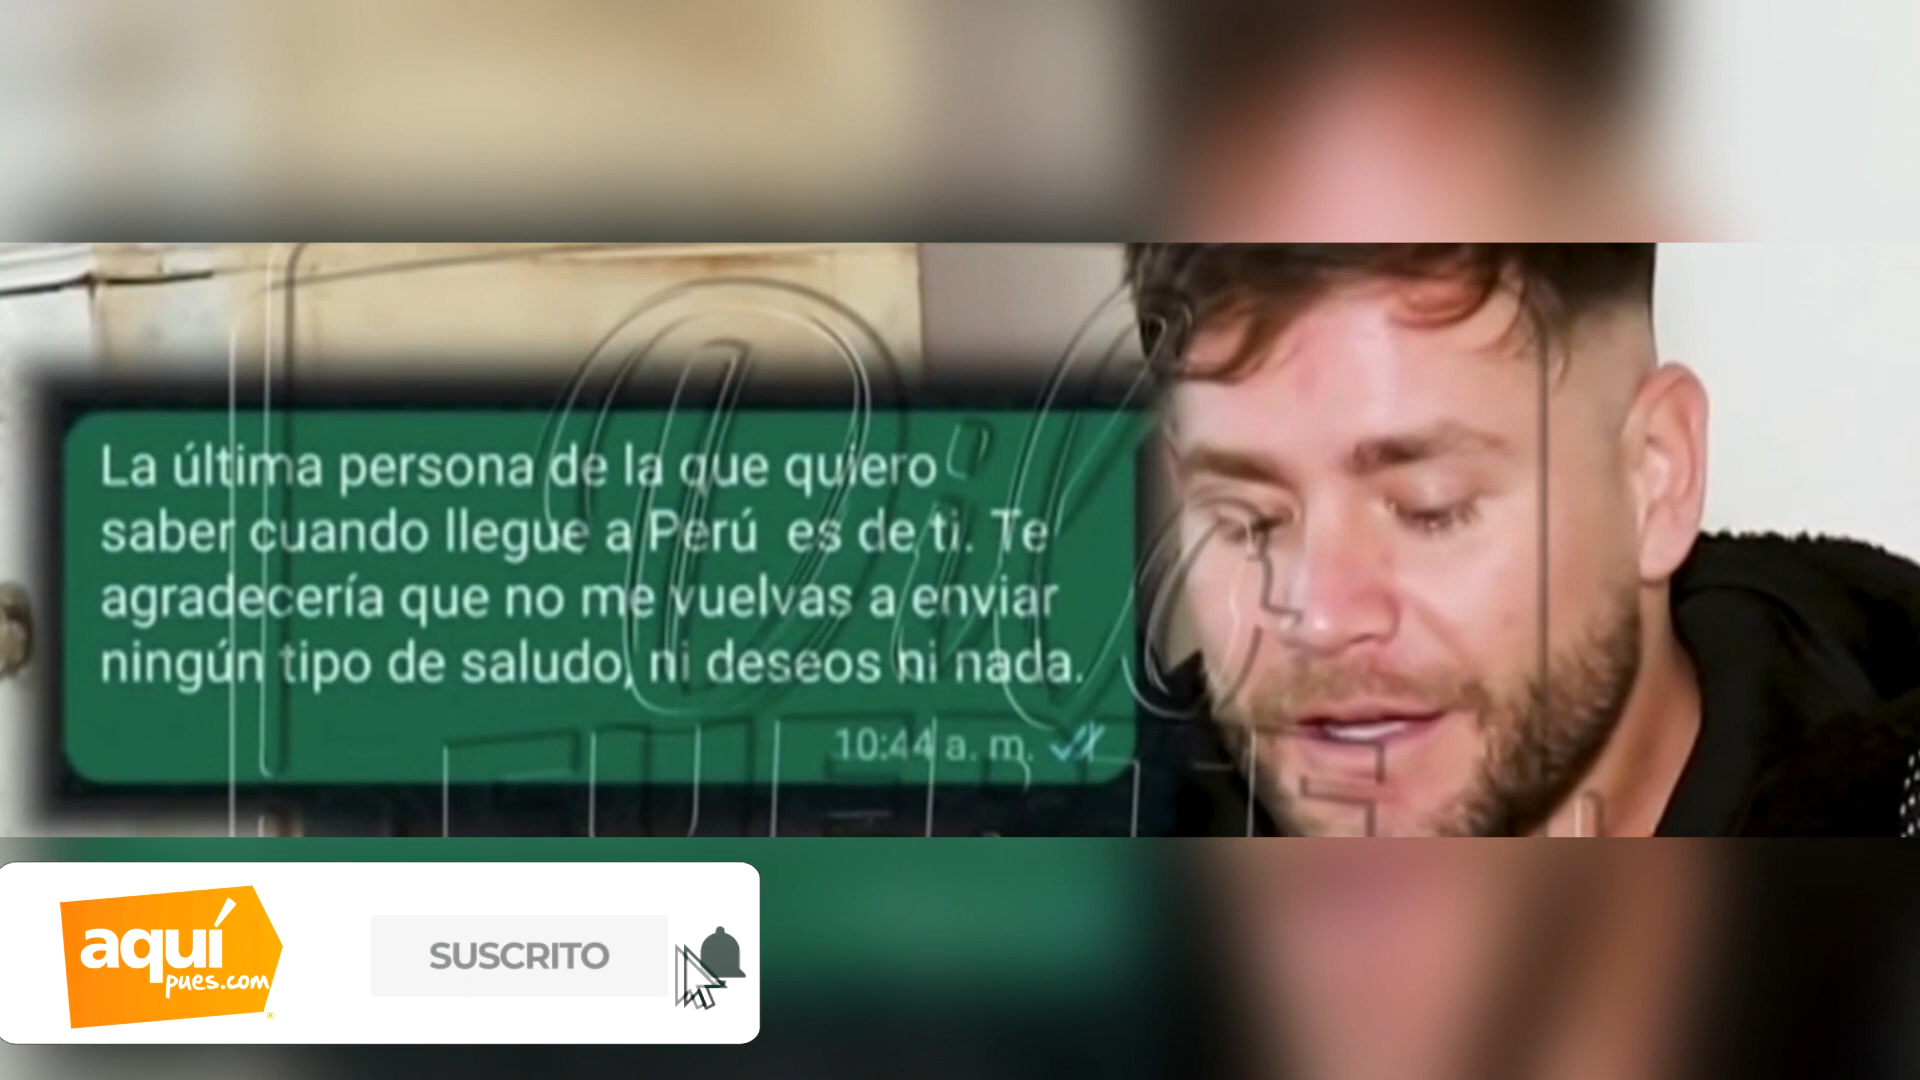 La última persona de la que quiero
saber cuando llegue a Perú es de ti. Te
agradecería que no me vuelvas a enviar
ningún tipo de saludo, ni deseos ni nada.
10:44 a. m.
aquí
pues.com
SUSCRITO